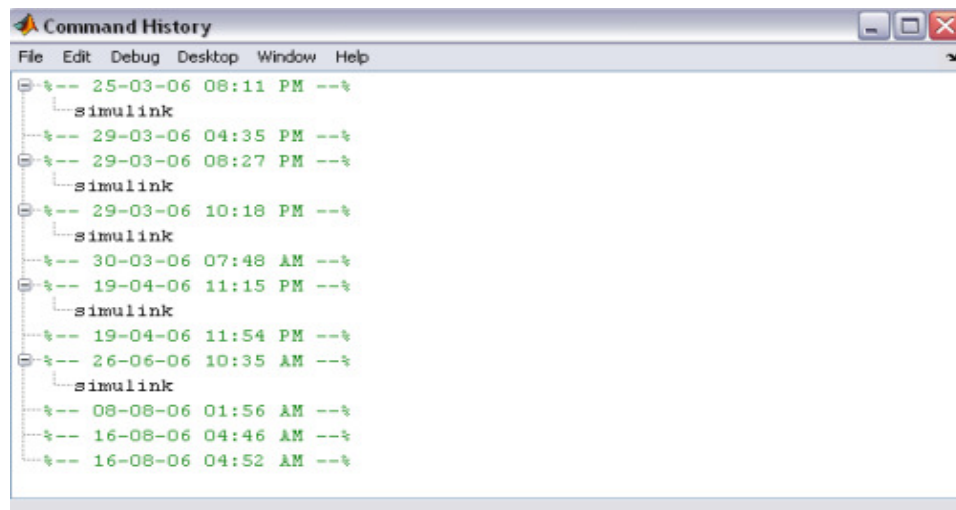 Command History
File Edit Debug Desktop Window Help
%-- 25-03-06 08:11 PM --%
simulink
%-- 29-03-06 04:35 PM --%
%-- 29-03-06 08:27 PM --%
simulink
%-- 29-03-06 10:18 PM --%
simulink
%-- 30-03-06 07:48 AM --%
%-- 19-04-06 11:15 PM --%
simulink
%-- 19-04-06 11:54 PM --%
%-- 26-06-06 10:35 AM --%
simulink
%-- 08-08-06 01:56 AM --%
%-- 16-08-06 04:46 AM --%
%-- 16-08-06 04:52 AM --%